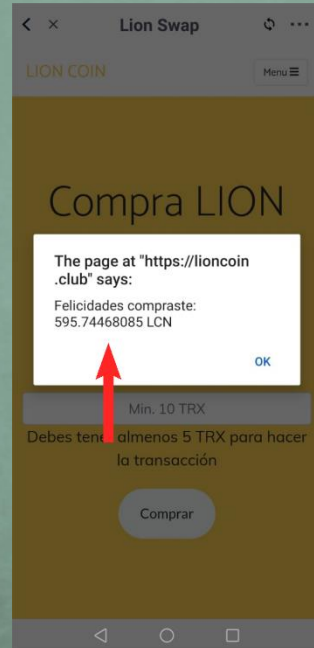 Lion Swap
LION COIN
Menu
Compra LION
The page at "https://lioncoin
.club" says:
Felicidades compraste:
595.74468085 LCN
OK
Min. 10 TRX
Debes tener almenos 5 TRX para hacer
la transacción
Comprar